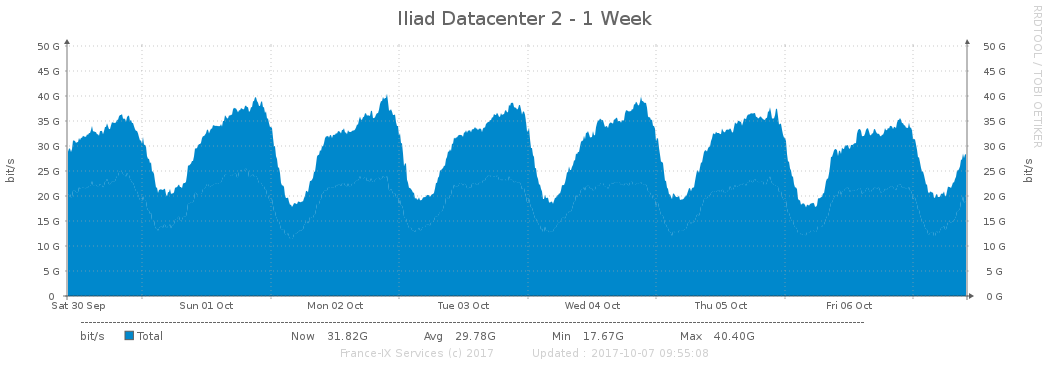 Iliad Datacenter 2 - 1 Week
RRDTOOL / TOBI OETIKER
bit/s
50 G 50 G
45 G 45 G
40 G 40 G
35 G 35 G
30 G 30 G
25 G 25 G
20 G 20 G
15 G 15 G
10 G 10 G
5 G 5 G
0 0 G
bit/s
Sat 30 Sep Sun 01 Oct Mon 02 Oct Tue 03 Oct Wed 04 Oct Thu 05 Oct Fri 06 Oct
bit/s Total Now 31.82G Avg 29.78G Min 17.67G Max 40.40G
France-IX Services (c) 2017 Updated : 2017-10-07 09:55:08